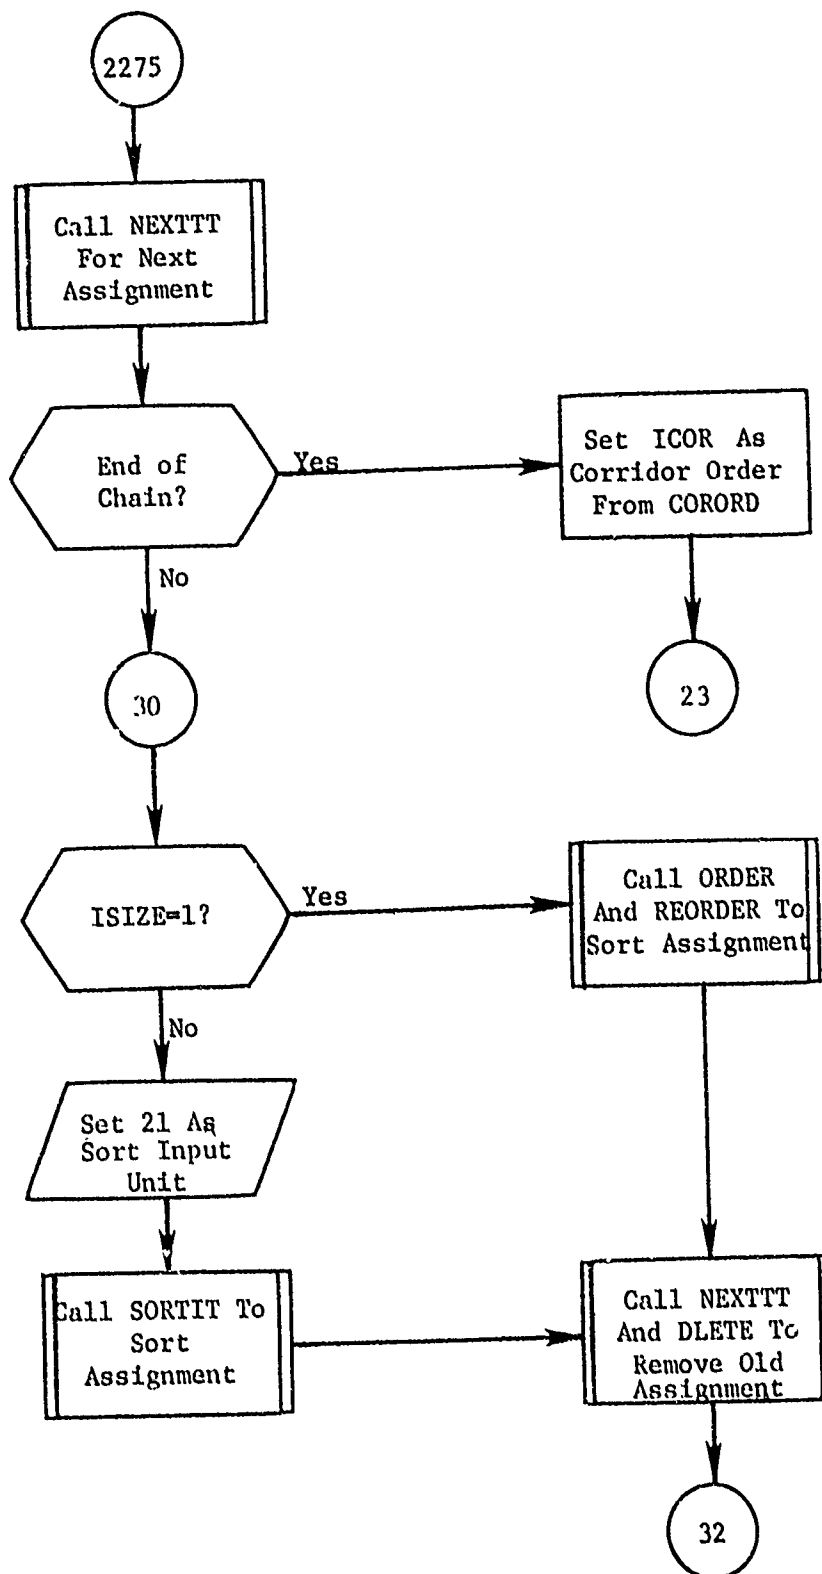 2275
Call NEXTTT
For Next
Assignment
End of
Chain?
Yes
Set ICOR As
Corridor Order
From CORORD
No
30
23
ISIZE=1?
Yes
Call ORDER
And REORDER To
Sort Assignment
No
Set 21 As
Sort Input
Unit
Call SORTIT To
Sort
Assignment
Call NEXTTT
And DLETE To
Remove Old
Assignment
32